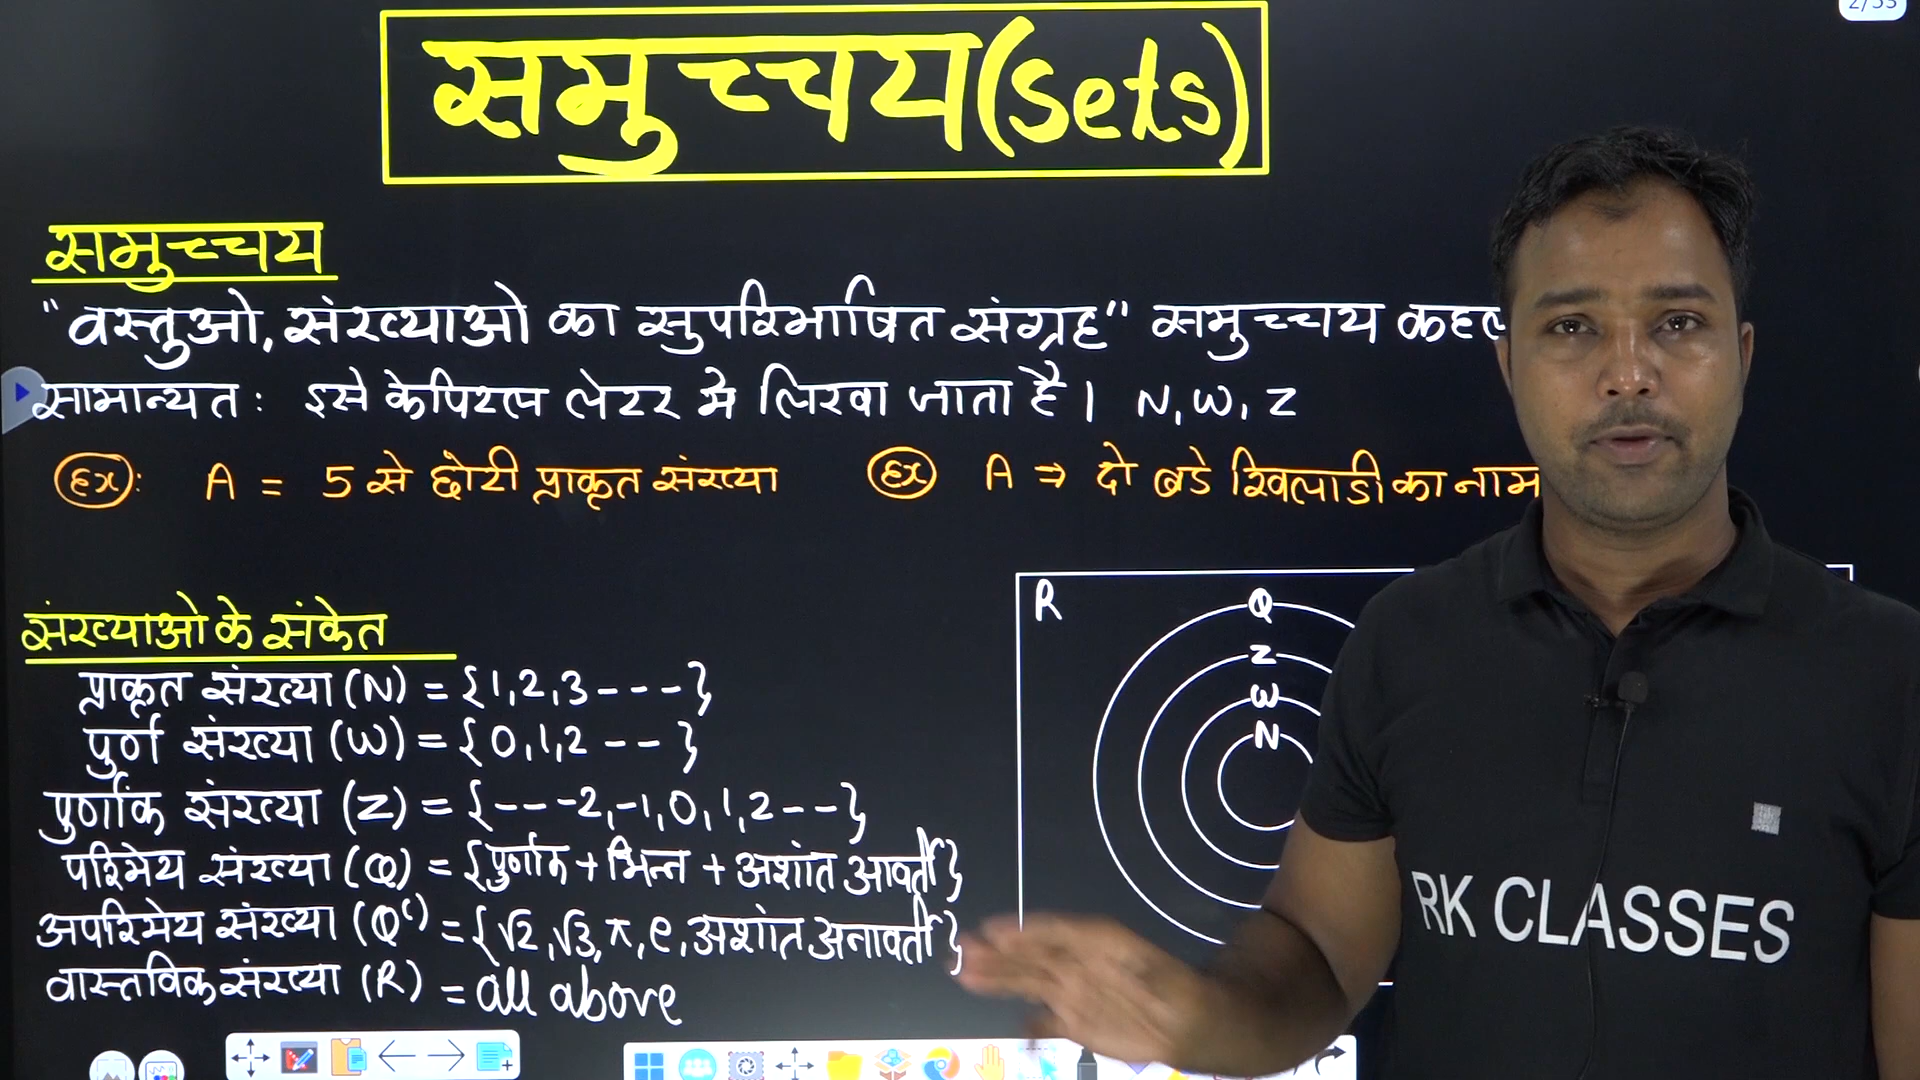 2/53
समुच्चय(Sets)
समुच्चय
"वस्तुओ, संख्याओ का सुपरिभाषित संग्रह" समुच्चय
सामान्यत: इसे केपिटल लेटर मे लिखा जाता है। N, W, Z
Ex: A = 5 से छोटी प्राकृत संख्या
Ex A ⇒ दो बडे खिलाडी का नाम
संख्याओ के संकेत
प्राकृत संख्या (N) = {1,2,3---}
पुर्ण संख्या (W) = {0,1,2 -- }
पुर्णांक संख्या (Z) = {---2,-1,0,1,2--}
परिमेय संख्या (Q) = {पुर्णांक + भिन्न + अशांत आवर्ती}
अपरिमेय संख्या (Q') = {√2,√3,π,e,अशांत अनावर्ती}
वास्तविक संख्या (R) = all above
R
Q
Z
W
N
RK CLASSES